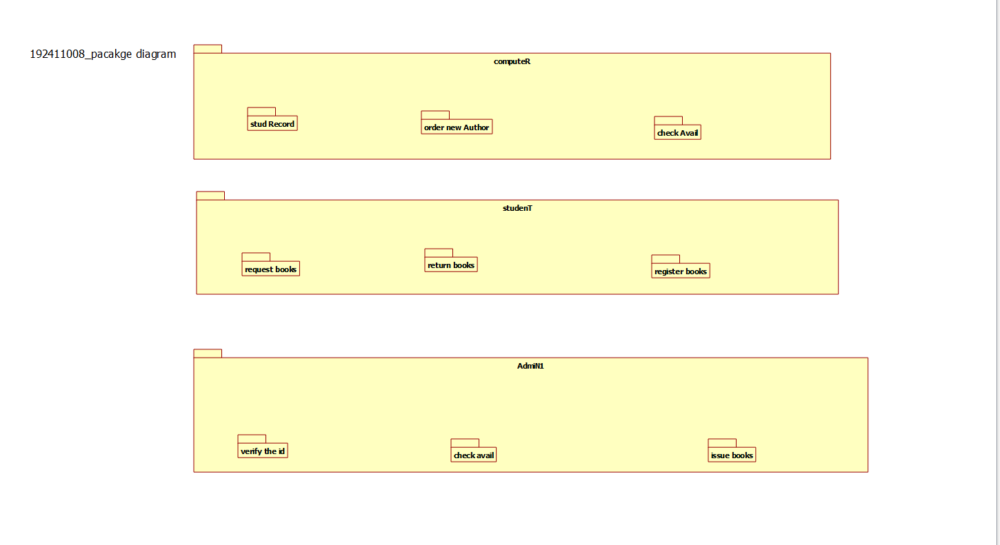 192411008_pacakge diagram
computeR
stud Record
order new Author
check Avail
studenT
request books
return books
register books
AdmiN1
verify the id
check avail
issue books